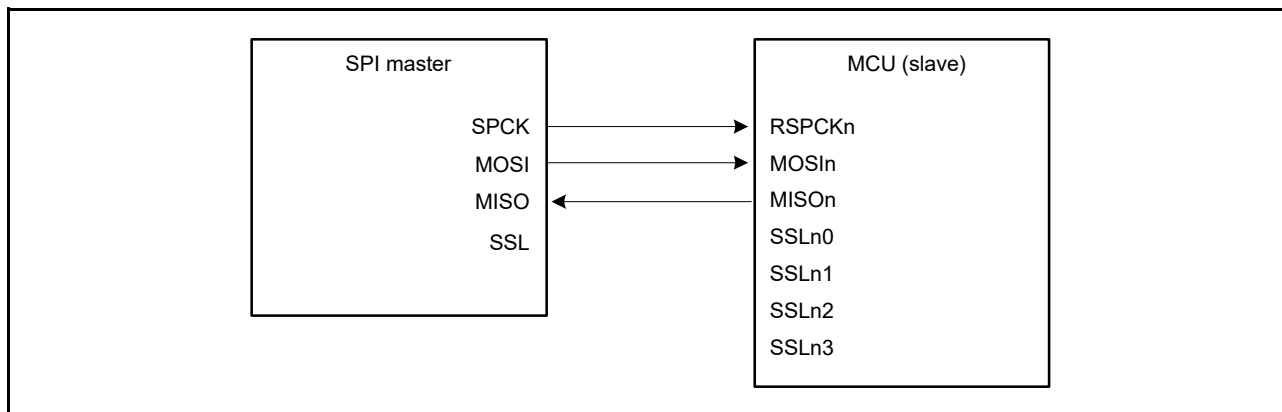 SPI master
SPCK
MOSI
MISO
SSL
MCU (slave)
RSPCKn
MOSIn
MISOn
SSLn0
SSLn1
SSLn2
SSLn3